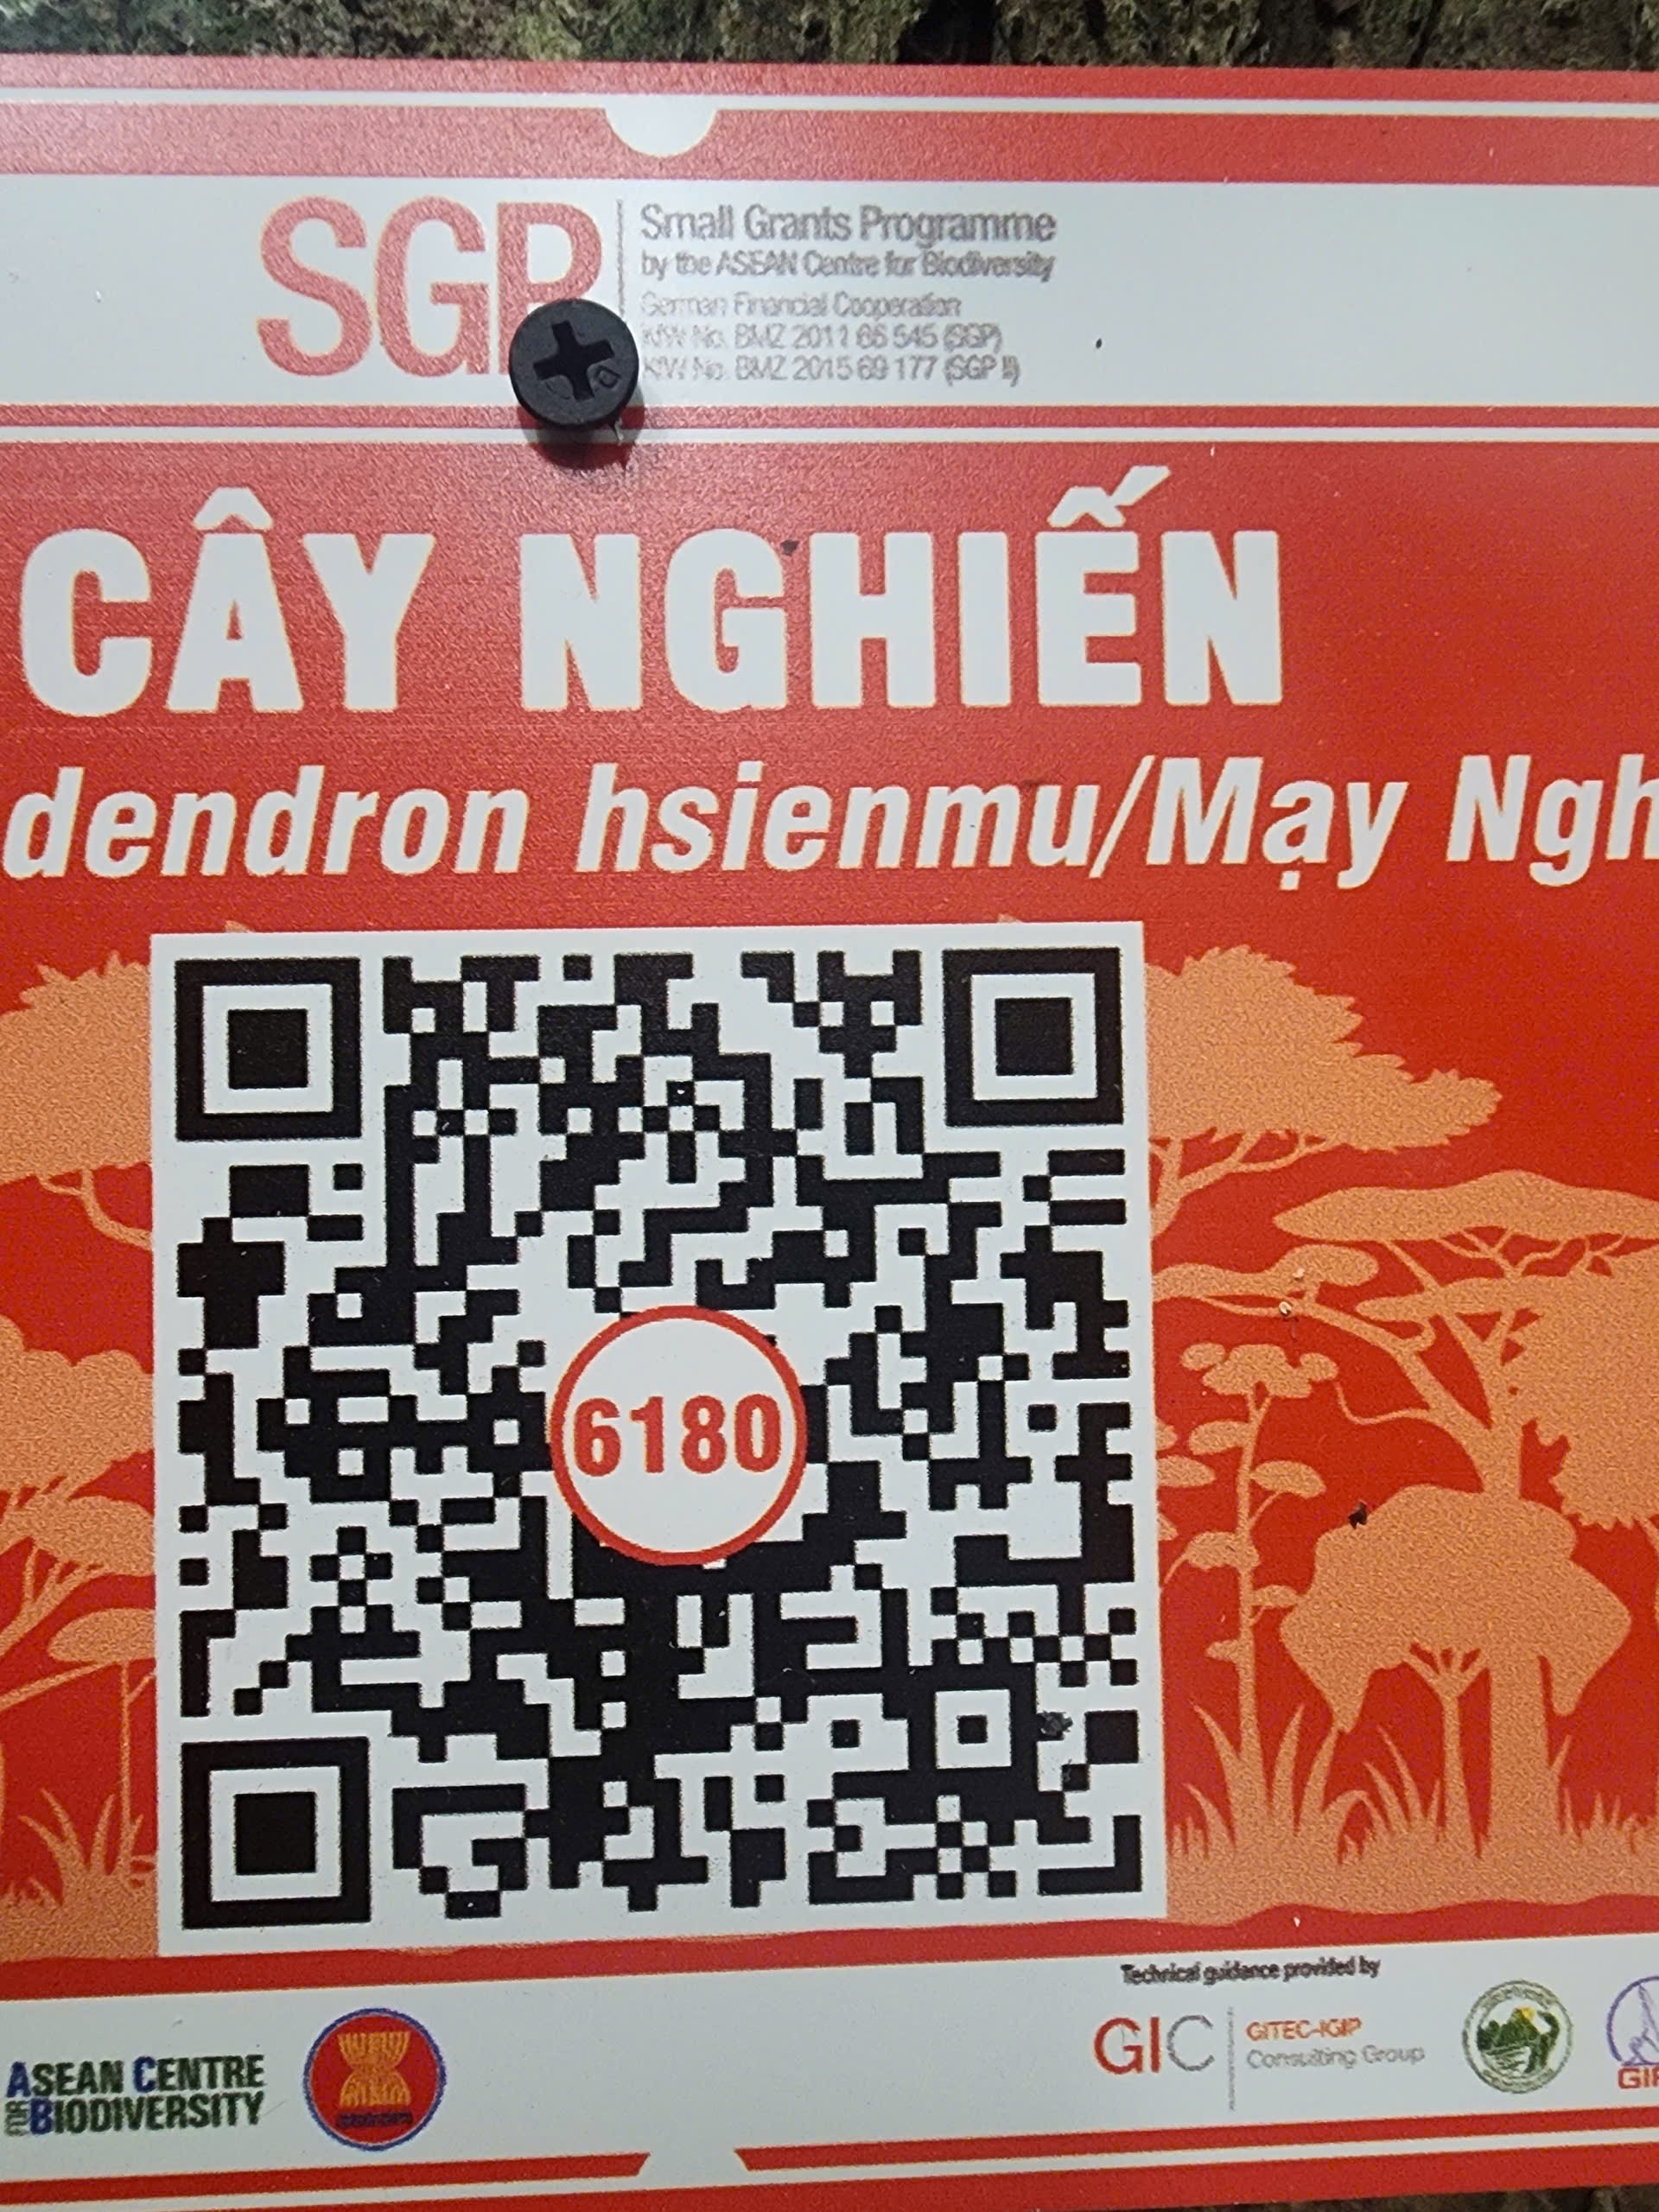 SGP
Small Grants Programme
by the ASEAN Centre for Biodiversity
German Financial Cooperation
KfW No. BMZ 2011 66 545 (SGP)
KfW No. BMZ 2015 69 177 (SGP II)
CÂY NGHIẾN
dendron hsienmu/Mạy Ngh
6180
Technical guidance provided by
ASEAN CENTRE
FOR BIODIVERSITY
GIC
GITEC-IGIP
Consulting Group